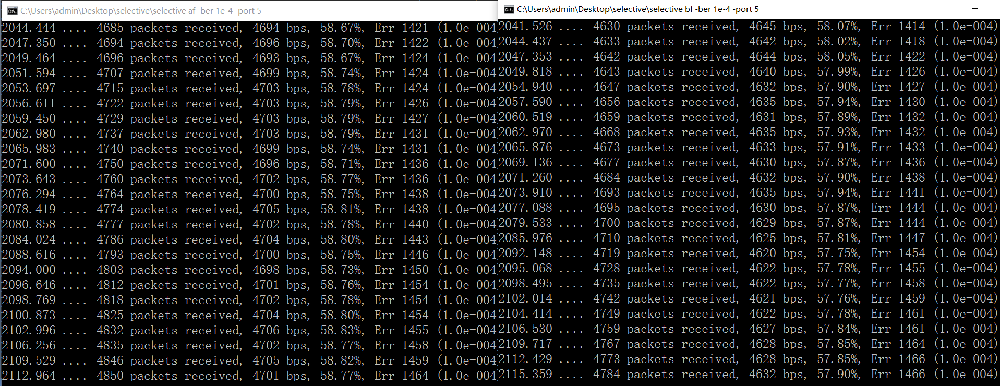 C:\Users\admin\Desktop\selective\selective af -ber 1e-4 -port 5
2044.444 .... 4685 packets received, 4694 bps, 58.67%, Err 1421 (1.0e-004
2047.350 .... 4694 packets received, 4696 bps, 58.70%, Err 1422 (1.0e-004
2049.464 .... 4696 packets received, 4693 bps, 58.67%, Err 1424 (1.0e-004
2051.594 .... 4707 packets received, 4699 bps, 58.74%, Err 1424 (1.0e-004
2053.697 .... 4715 packets received, 4703 bps, 58.78%, Err 1424 (1.0e-004
2056.611 .... 4722 packets received, 4703 bps, 58.79%, Err 1426 (1.0e-004
2059.450 .... 4729 packets received, 4703 bps, 58.79%, Err 1427 (1.0e-004
2062.980 .... 4737 packets received, 4703 bps, 58.79%, Err 1431 (1.0e-004
2065.983 .... 4740 packets received, 4699 bps, 58.74%, Err 1431 (1.0e-004
2071.600 .... 4750 packets received, 4696 bps, 58.71%, Err 1436 (1.0e-004
2073.643 .... 4760 packets received, 4702 bps, 58.77%, Err 1436 (1.0e-004
2076.294 .... 4764 packets received, 4700 bps, 58.75%, Err 1438 (1.0e-004
2078.419 .... 4774 packets received, 4705 bps, 58.81%, Err 1438 (1.0e-004
2080.858 .... 4777 packets received, 4702 bps, 58.78%, Err 1440 (1.0e-004
2084.024 .... 4786 packets received, 4704 bps, 58.80%, Err 1443 (1.0e-004
2088.616 .... 4793 packets received, 4700 bps, 58.75%, Err 1446 (1.0e-004
2094.000 .... 4803 packets received, 4698 bps, 58.73%, Err 1450 (1.0e-004
2096.646 .... 4812 packets received, 4701 bps, 58.76%, Err 1454 (1.0e-004
2098.769 .... 4818 packets received, 4702 bps, 58.78%, Err 1454 (1.0e-004
2100.873 .... 4825 packets received, 4704 bps, 58.80%, Err 1454 (1.0e-004
2102.996 .... 4832 packets received, 4706 bps, 58.83%, Err 1455 (1.0e-004
2106.256 .... 4835 packets received, 4702 bps, 58.77%, Err 1458 (1.0e-004
2109.529 .... 4846 packets received, 4705 bps, 58.82%, Err 1459 (1.0e-004
2112.964 .... 4850 packets received, 4701 bps, 58.77%, Err 1464 (1.0e-004
C:\Users\admin\Desktop\selective\selective bf -ber 1e-4 -port 5
2041.526 .... 4630 packets received, 4645 bps, 58.07%, Err 1414 (1.0e-004)
2044.437 .... 4633 packets received, 4642 bps, 58.02%, Err 1418 (1.0e-004)
2047.353 .... 4642 packets received, 4644 bps, 58.05%, Err 1422 (1.0e-004)
2049.818 .... 4643 packets received, 4640 bps, 57.99%, Err 1426 (1.0e-004)
2054.940 .... 4647 packets received, 4632 bps, 57.90%, Err 1427 (1.0e-004)
2057.590 .... 4656 packets received, 4635 bps, 57.94%, Err 1430 (1.0e-004)
2060.519 .... 4659 packets received, 4631 bps, 57.89%, Err 1432 (1.0e-004)
2062.970 .... 4668 packets received, 4635 bps, 57.93%, Err 1432 (1.0e-004)
2065.876 .... 4673 packets received, 4633 bps, 57.91%, Err 1433 (1.0e-004)
2069.136 .... 4677 packets received, 4630 bps, 57.87%, Err 1436 (1.0e-004)
2071.260 .... 4684 packets received, 4632 bps, 57.90%, Err 1438 (1.0e-004)
2073.910 .... 4693 packets received, 4635 bps, 57.94%, Err 1441 (1.0e-004)
2077.088 .... 4695 packets received, 4630 bps, 57.87%, Err 1444 (1.0e-004)
2079.533 .... 4700 packets received, 4629 bps, 57.87%, Err 1444 (1.0e-004)
2085.976 .... 4710 packets received, 4625 bps, 57.81%, Err 1447 (1.0e-004)
2092.148 .... 4719 packets received, 4620 bps, 57.75%, Err 1454 (1.0e-004)
2095.068 .... 4728 packets received, 4622 bps, 57.78%, Err 1455 (1.0e-004)
2098.495 .... 4735 packets received, 4622 bps, 57.77%, Err 1458 (1.0e-004)
2102.014 .... 4742 packets received, 4621 bps, 57.76%, Err 1459 (1.0e-004)
2104.414 .... 4749 packets received, 4622 bps, 57.78%, Err 1461 (1.0e-004)
2106.530 .... 4759 packets received, 4627 bps, 57.84%, Err 1461 (1.0e-004)
2109.717 .... 4767 packets received, 4628 bps, 57.85%, Err 1464 (1.0e-004)
2112.429 .... 4773 packets received, 4628 bps, 57.85%, Err 1466 (1.0e-004)
2115.359 .... 4784 packets received, 4632 bps, 57.90%, Err 1466 (1.0e-004)